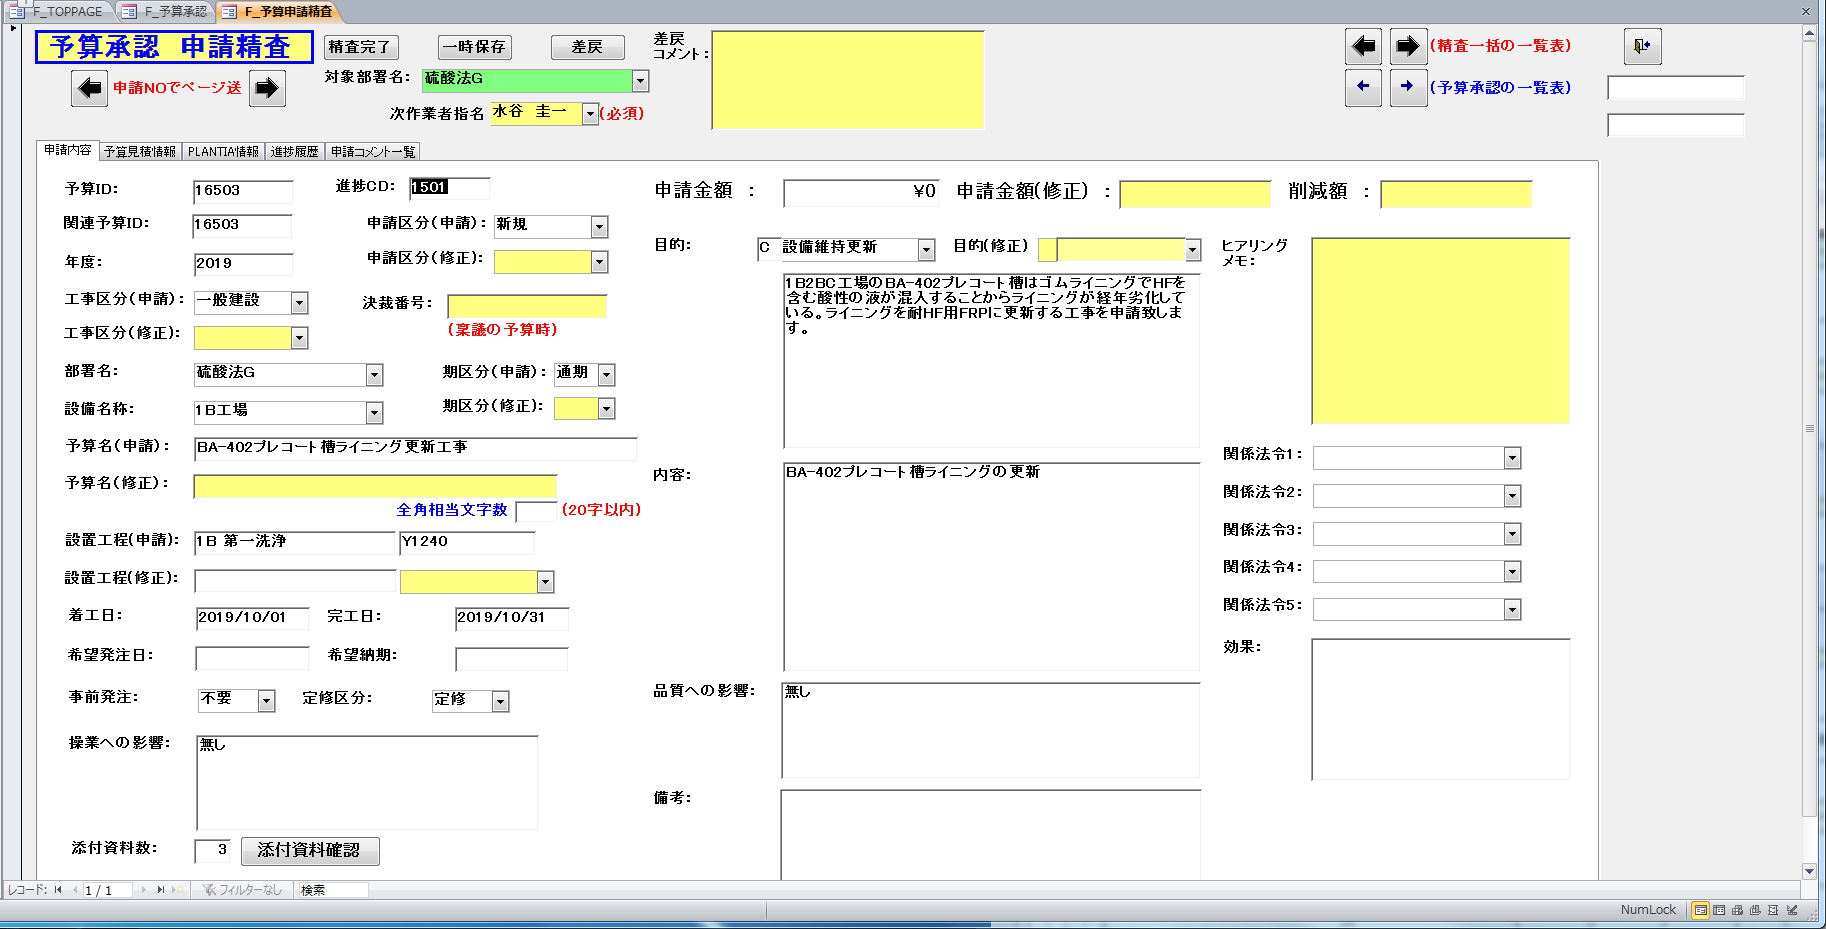 F_TOPPAGE
F_予算承認
F_予算申請精査
予算承認 申請精査
精査完了
一時保存
差戻
差戻
コメント:
(精査一括の一覧表)
申請NOでページ送
対象部署名:
硫酸法G
(予算承認の一覧表)
次作業者指名
水谷 圭一
(必須)
申請内容
予算見積情報
PLANTIA情報
進捗履歴
申請コメント一覧
予算ID:
16503
進捗CD:
1501
申請金額 :
¥0
申請金額(修正) :
削減額 :
関連予算ID:
16503
申請区分(申請):
新規
目的:
C
設備維持更新
目的(修正)
ヒアリング
メモ:
年度:
2019
申請区分(修正):
1B2BC工場のBA-402プレコート槽はゴムライニングでHFを
含む酸性の液が混入することからライニングが経年劣化して
いる。ライニングを耐HF用FRPに更新する工事を申請致しま
す。
工事区分(申請):
一般建設
決裁番号:
(稟議の予算時)
工事区分(修正):
部署名:
硫酸法G
期区分(申請):
通期
設備名称:
1B工場
期区分(修正):
予算名(申請):
BA-402プレコート槽ライニング更新工事
関係法令1:
予算名(修正):
内容:
BA-402プレコート槽ライニングの更新
関係法令2:
全角相当文字数
(20字以内)
関係法令3:
設置工程(申請):
1B 第一洗浄
Y1240
関係法令4:
設置工程(修正):
関係法令5:
着工日:
2019/10/01
完工日:
2019/10/31
効果:
希望発注日:
希望納期:
事前発注:
不要
定修区分:
定修
品質への影響:
無し
操業への影響:
無し
備考:
添付資料数:
3
添付資料確認
レコード:
1 / 1
フィルターなし
検索
NumLock